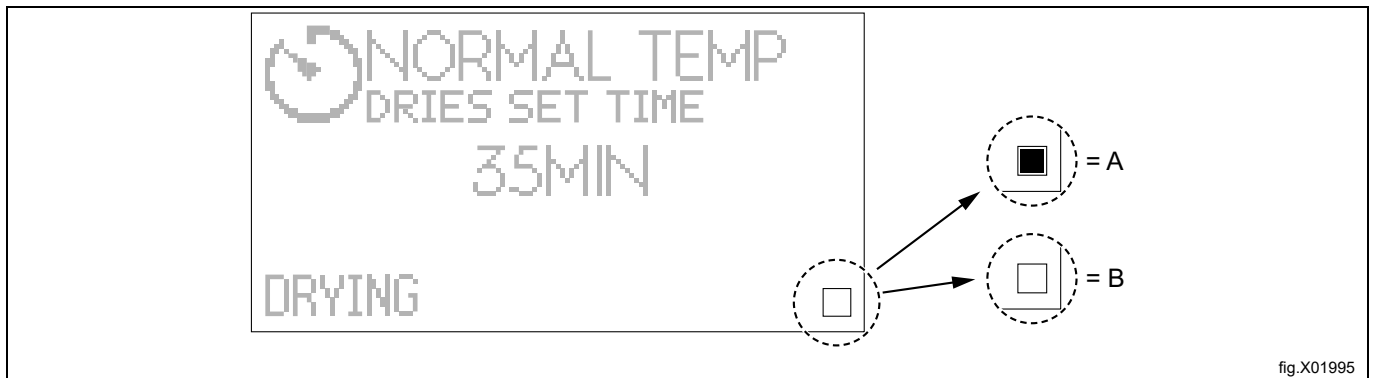 NORMAL TEMP
DRIES SET TIME
35MIN
DRYING
= A
= B
fig.X01995